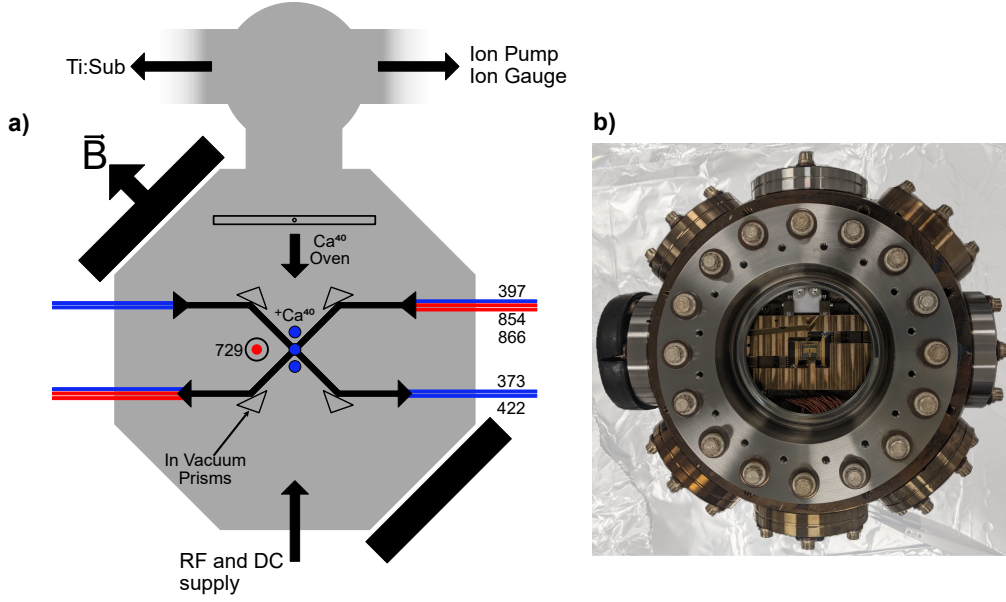 Ti:Sub
Ion Pump
Ion Gauge
a)
b)
B
Ca⁴⁰
Oven
397
854
866
⁺Ca⁴⁰
729
373
422
In Vacuum
Prisms
RF and DC
supply